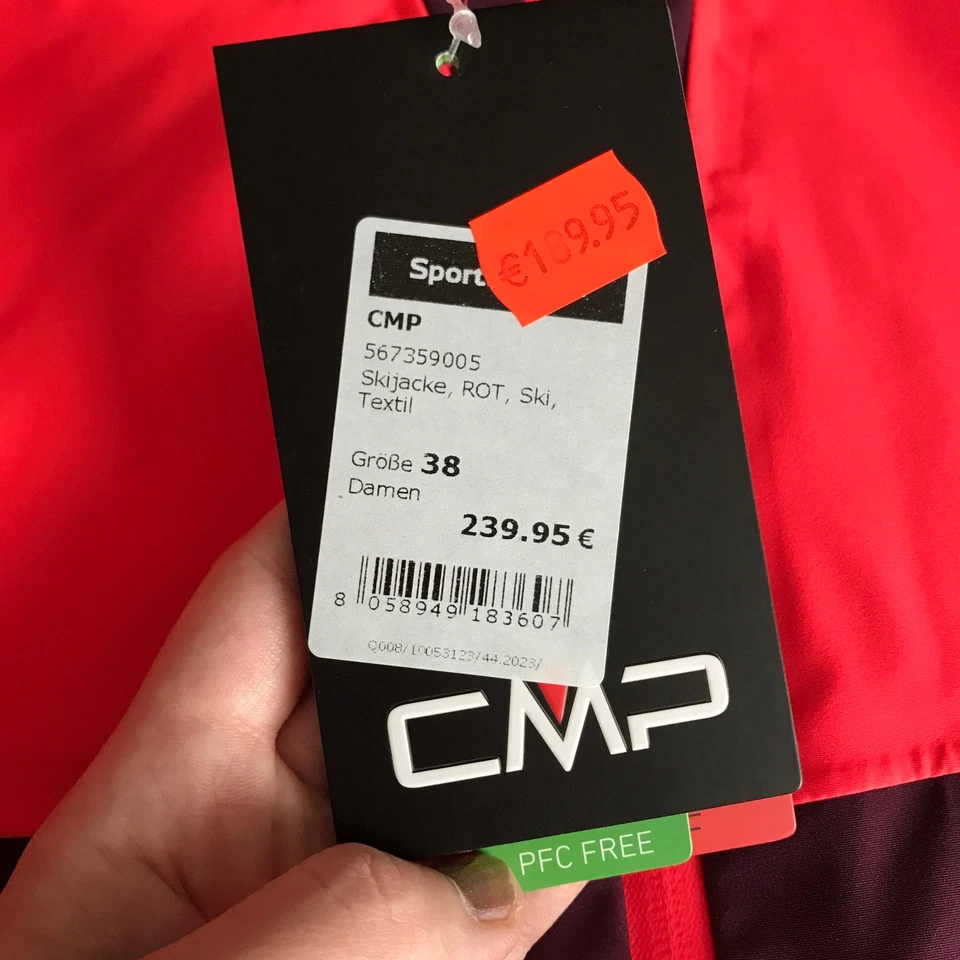 €189.95
Sport
CMP
567359005
Skijacke, ROT, Ski,
Textil
Größe 38
Damen
239.95 €
8 058949 183607
Q008/10053123/44.2023/
CMP
PFC FREE